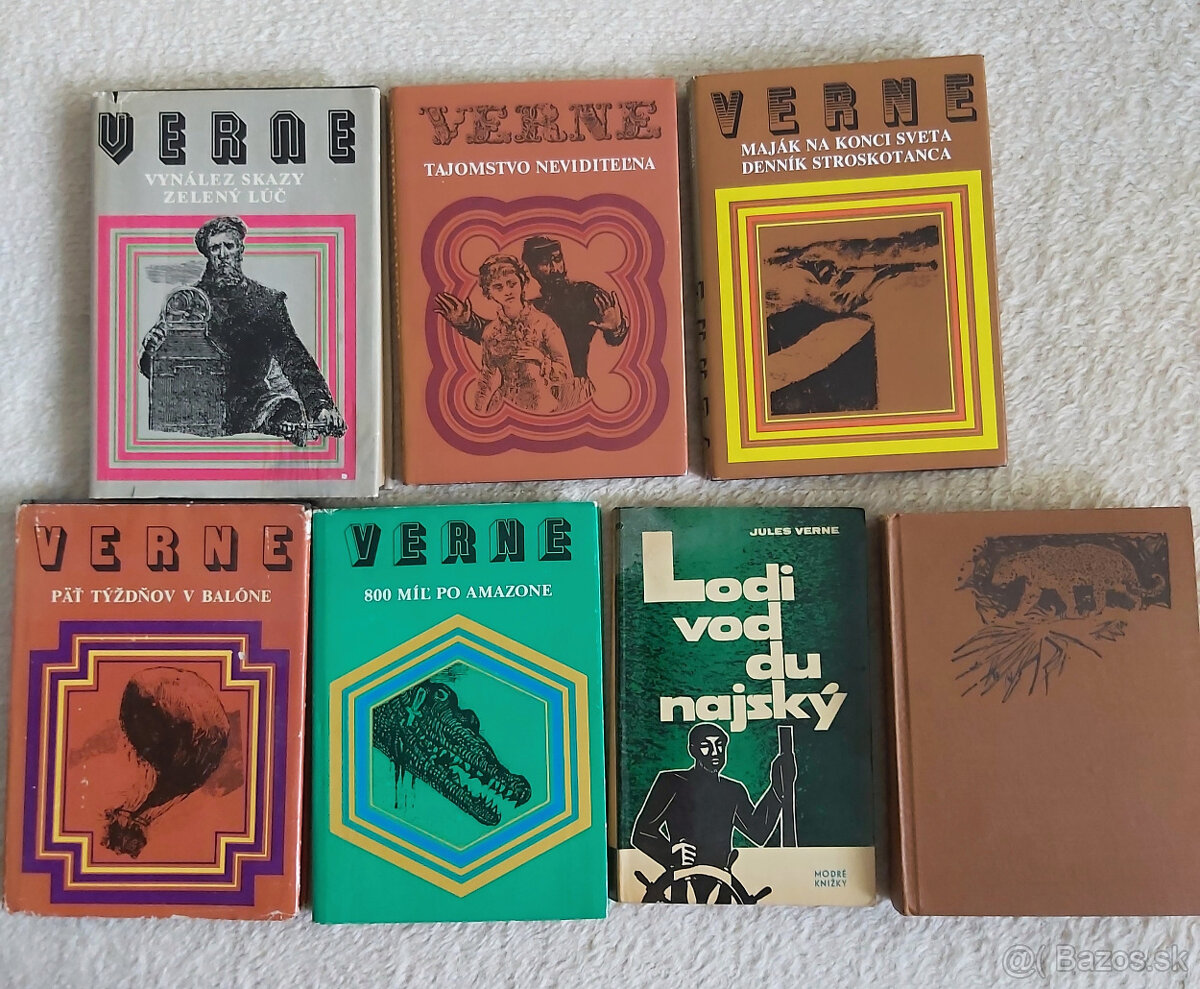 VERNE
VYNÁLEZ SKAZY
ZELENÝ LÚČ
VERNE
TAJOMSTVO NEVIDITEĽNA
VERNE
MAJÁK NA KONCI SVETA
DENNÍK STROSKOTANCA
VERNE
PÄŤ TÝŽDŇOV V BALÓNE
VERNE
800 MÍĽ PO AMAZONE
JULES VERNE
Lodi
vod
du
najský
MODRÉ
KNIŽKY
@( Bazos.sk